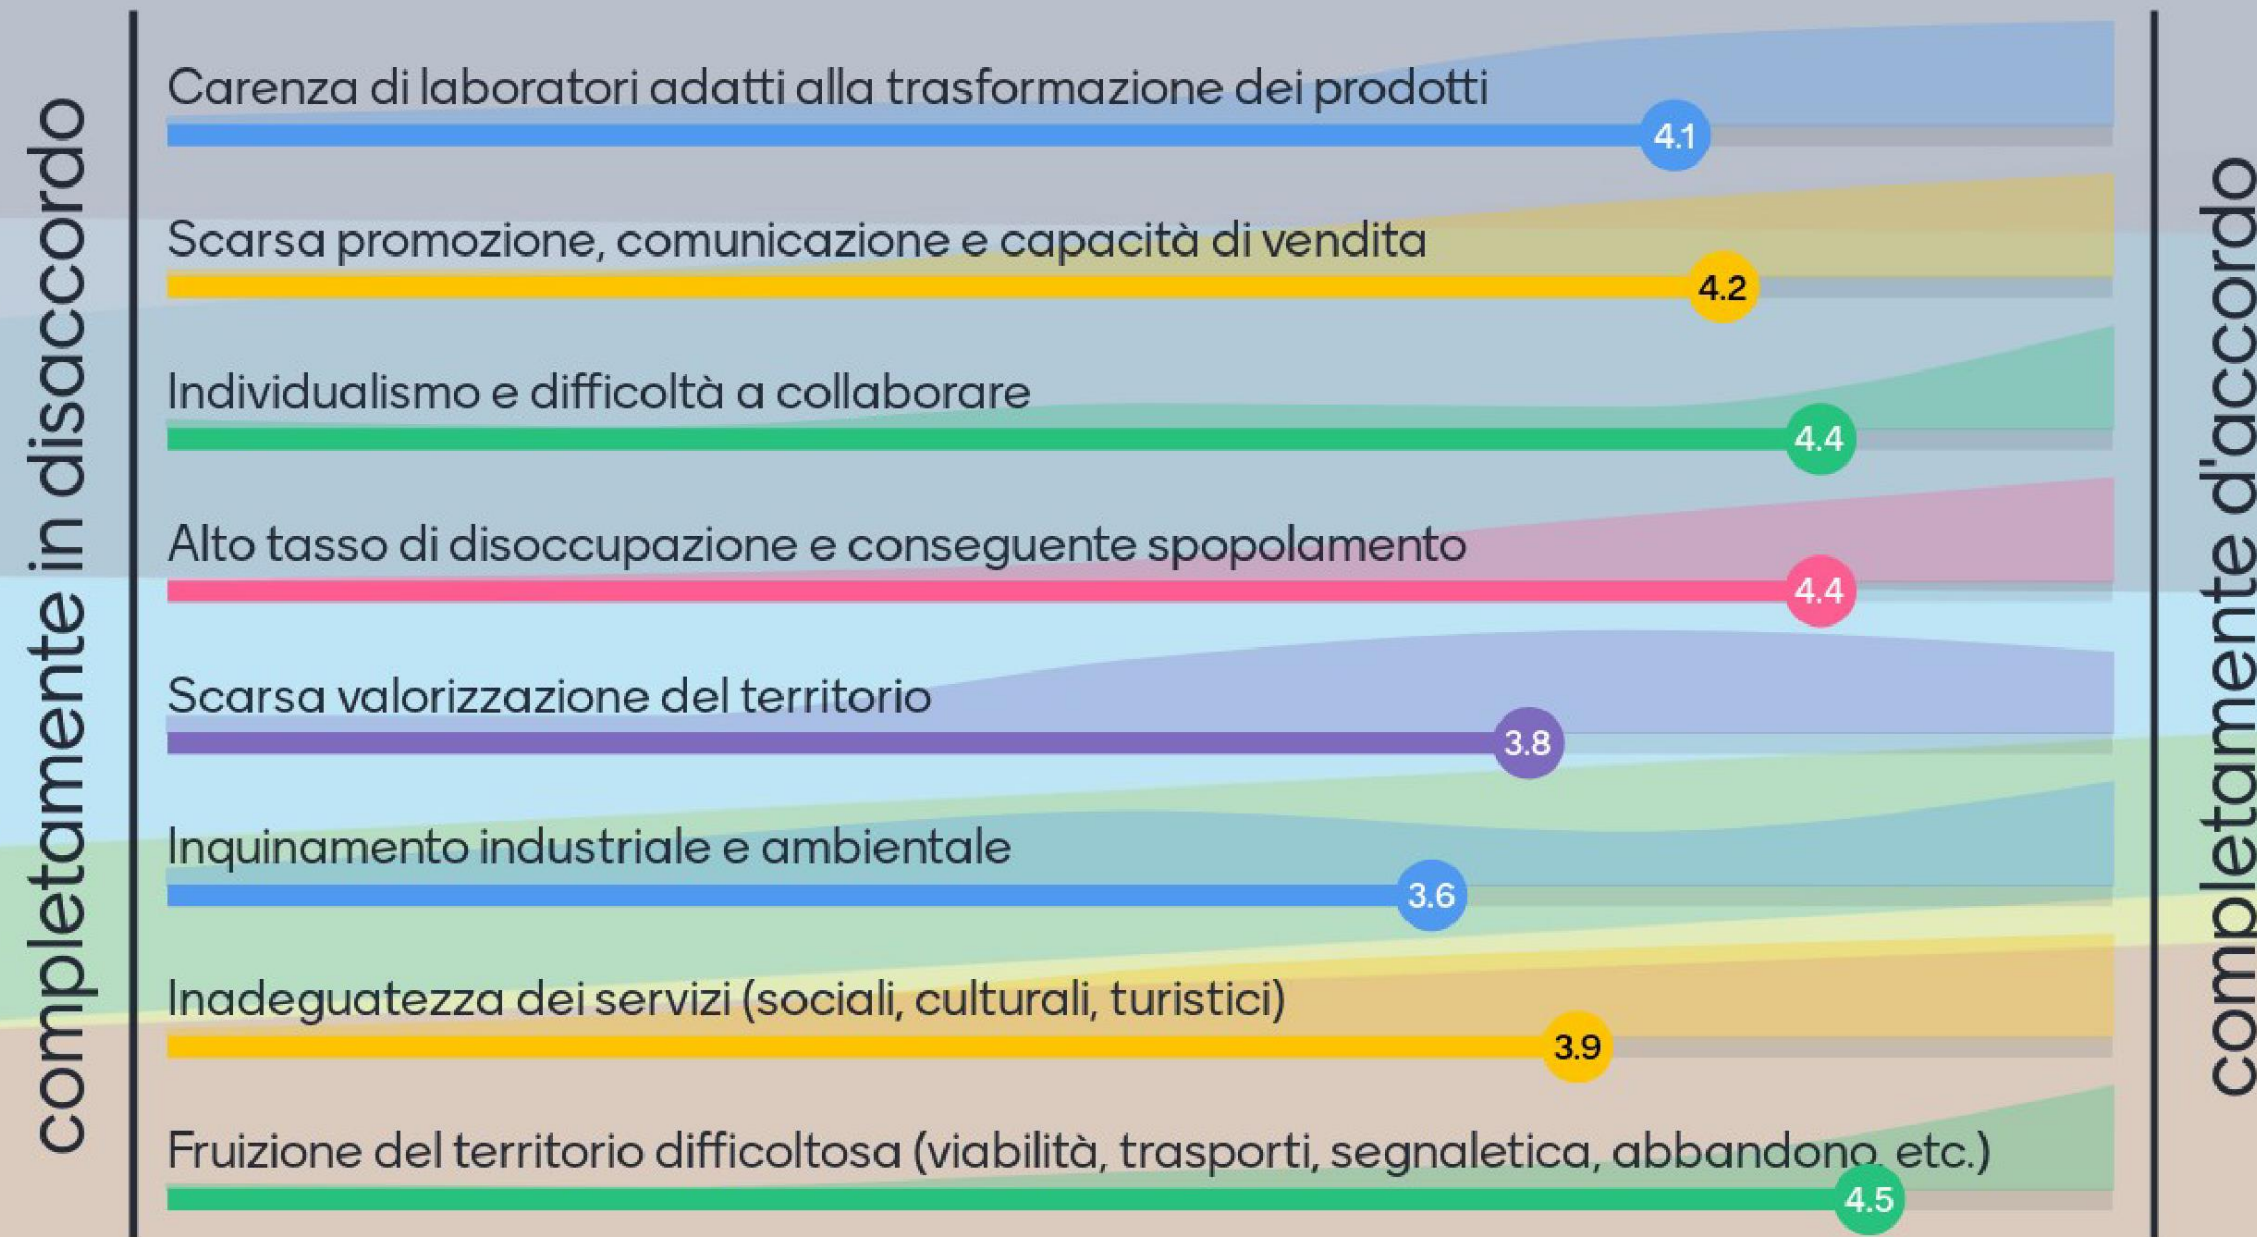 completamente in disaccordo
Carenza di laboratori adatti alla trasformazione dei prodotti
4.1
Scarsa promozione, comunicazione e capacità di vendita
4.2
Individualismo e difficoltà a collaborare
4.4
Alto tasso di disoccupazione e conseguente spopolamento
4.4
Scarsa valorizzazione del territorio
3.8
Inquinamento industriale e ambientale
3.6
Inadeguatezza dei servizi (sociali, culturali, turistici)
3.9
Fruizione del territorio difficoltosa (viabilità, trasporti, segnaletica, abbandono, etc.)
4.5
completamente d'accordo